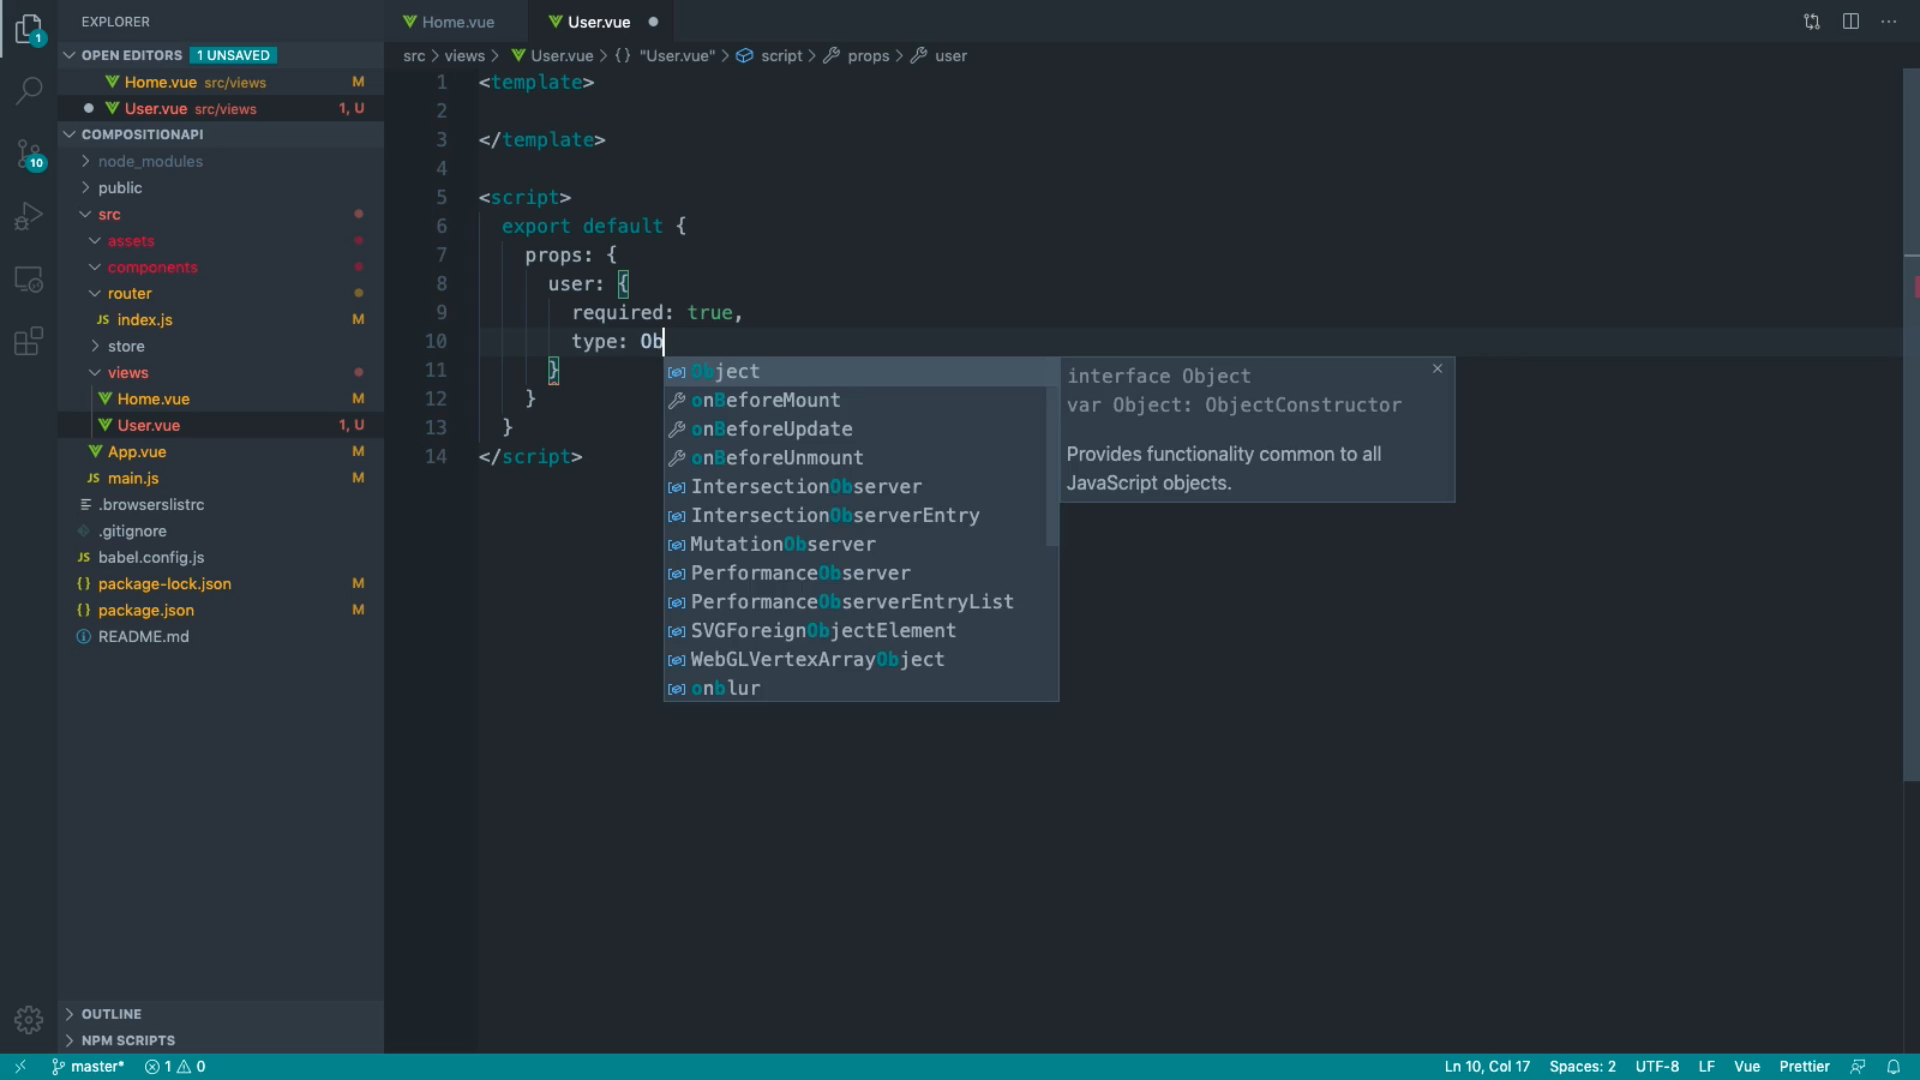 EXPLORER
OPEN EDITORS 1 UNSAVED
Home.vue src/views M
User.vue src/views 1, U
COMPOSITIONAPI
node_modules
public
src
assets
components
router
JS index.js M
store
views
Home.vue M
User.vue 1, U
App.vue M
JS main.js M
.browserslistrc
.gitignore
JS babel.config.js
{} package-lock.json M
{} package.json M
README.md
OUTLINE
NPM SCRIPTS
1
10
Home.vue
User.vue
src > views > User.vue > {} "User.vue" > script > props > user
1 <template>
2
3 </template>
4
5 <script>
6 export default {
7 props: {
8 user: {
9 required: true,
10 type: Ob
11 }
12 }
13 }
14 </script>
Object
onBeforeMount
onBeforeUpdate
onBeforeUnmount
IntersectionObserver
IntersectionObserverEntry
MutationObserver
PerformanceObserver
PerformanceObserverEntryList
SVGForeignObjectElement
WebGLVertexArrayObject
onblur
interface Object
var Object: ObjectConstructor
Provides functionality common to all
JavaScript objects.
master* 1 0
Ln 10, Col 17 Spaces: 2 UTF-8 LF Vue Prettier